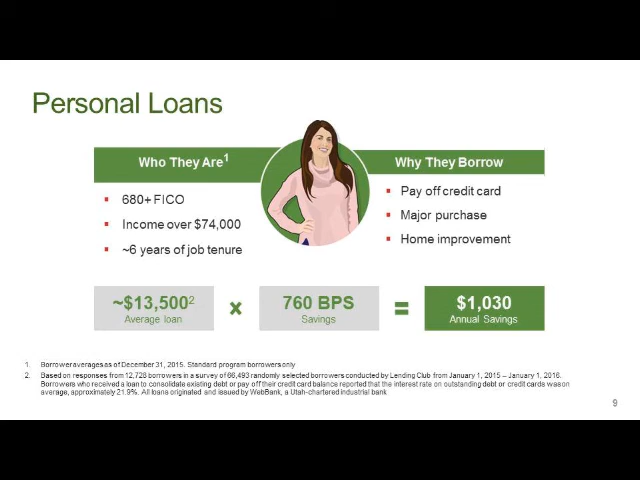 Personal Loans
Who They Are1
680+ FICO
Income over $74,000
~6 years of job tenure
Why They Borrow
Pay off credit card
Major purchase
Home improvement
~$13,5002
Average loan
×
760 BPS
Savings
=
$1,030
Annual Savings
1. Borrower averages as of December 31, 2015. Standard program borrowers only
2. Based on responses from 12,728 borrowers in a survey of 66,493 randomly selected borrowers conducted by Lending Club from January 1, 2015 – January 1, 2016.
Borrowers who received a loan to consolidate existing debt or pay off their credit card balance reported that the interest rate on outstanding debt or credit cards was on
average, approximately 21.9%. All loans originated and issued by WebBank, a Utah-chartered industrial bank
9